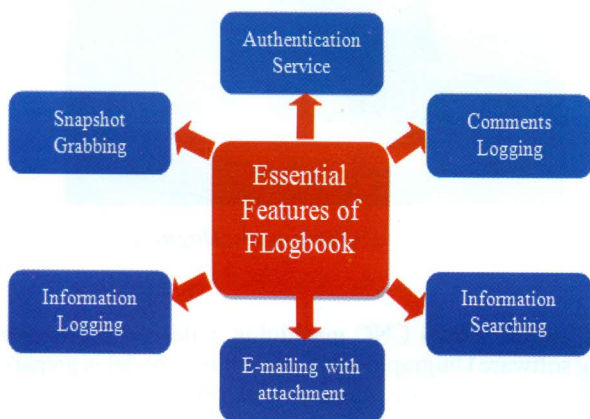 Authentication
Service
Snapshot
Grabbing
Comments
Logging
Essential
Features of
FLogbook
Information
Logging
Information
Searching
E-mailing with
attachment